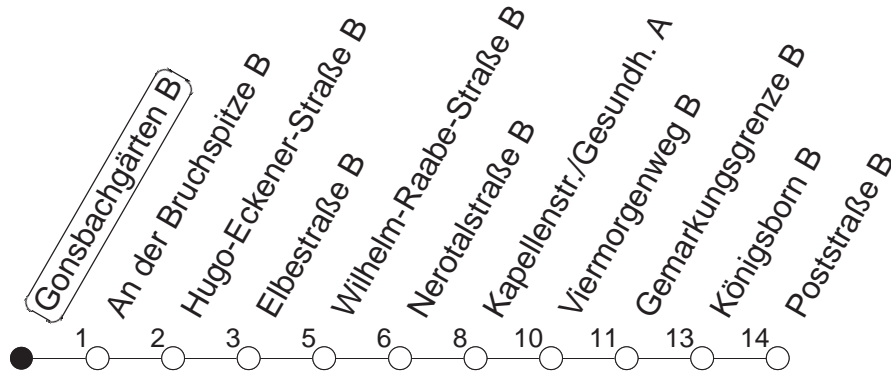 Gonsbachgärten B
An der Bruchspitze B
Hugo-Eckener-Straße B
Elbestraße B
Wilhelm-Raabe-Straße B
Nerotalstraße B
Kapellenstr./Gesundh. A
Viermorgenweg B
Gemarkungsgrenze B
Königsborn B
Poststraße B
1 2 3 5 6 8 10 11 13 14